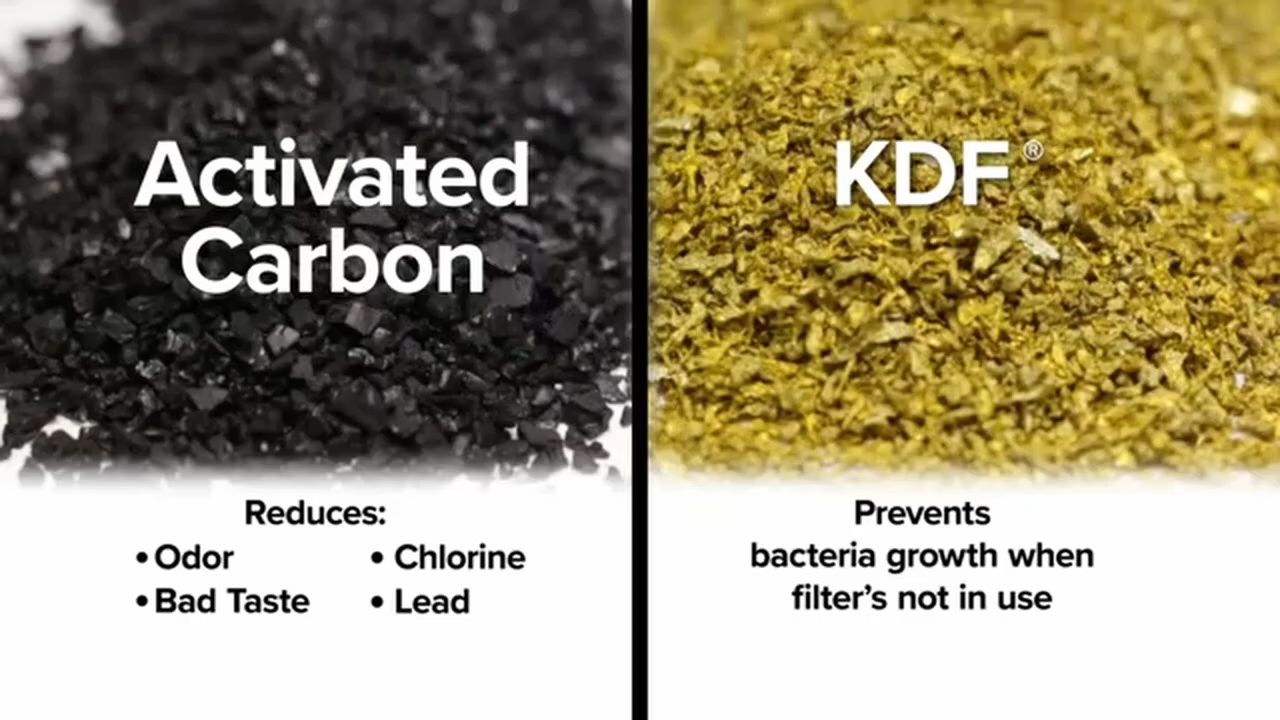 Activated
Carbon
Reduces:
• Odor
• Bad Taste
• Chlorine
• Lead
KDF®
Prevents
bacteria growth when
filter's not in use